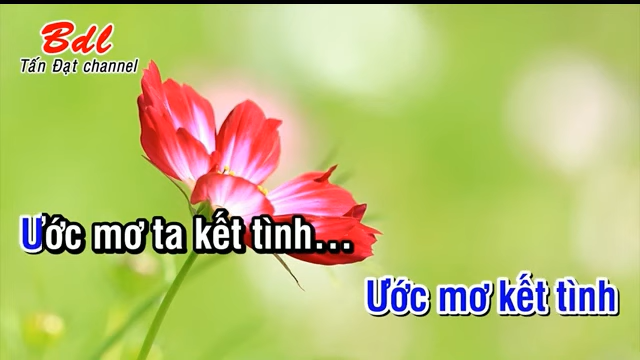 Bdl
Tấn Đạt channel
Ước mơ ta kết tình...
Ước mơ kết tình